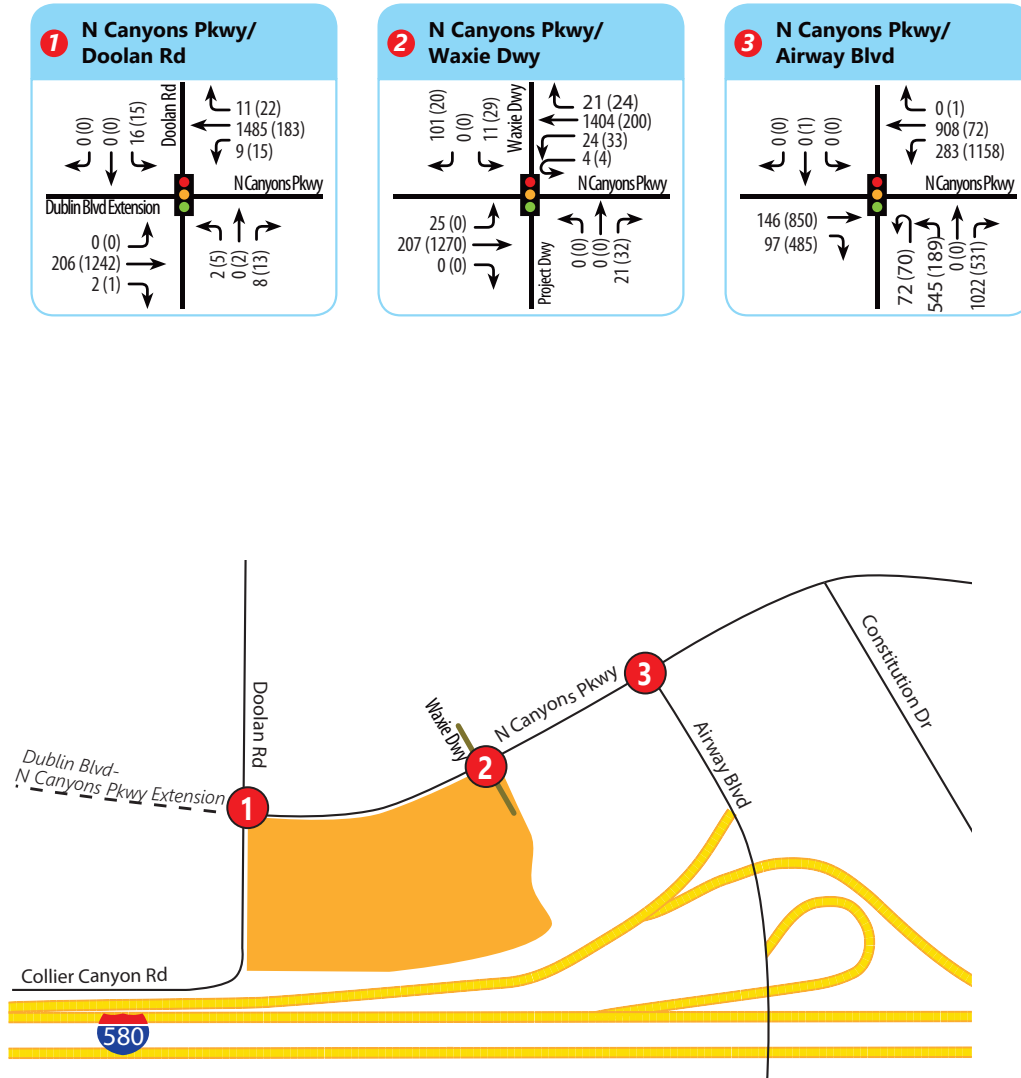 1
N Canyons Pkwy/
Doolan Rd
0 (0)
0 (0)
16 (15)
Doolan Rd
11 (22)
1485 (183)
9 (15)
N Canyons Pkwy
Dublin Blvd Extension
0 (0)
206 (1242)
2 (1)
2 (5)
0 (2)
8 (13)
2
N Canyons Pkwy/
Waxie Dwy
101 (20)
0 (0)
11 (29)
Waxie Dwy
21 (24)
1404 (200)
24 (33)
4 (4)
N Canyons Pkwy
25 (0)
207 (1270)
0 (0)
Project Dwy
0 (0)
0 (0)
21 (32)
3
N Canyons Pkwy/
Airway Blvd
0 (0)
0 (1)
0 (0)
0 (1)
908 (72)
283 (1158)
N Canyons Pkwy
146 (850)
97 (485)
72 (70)
545 (189)
0 (0)
1022 (531)
Constitution Dr
3
N Canyons Pkwy
Waxie Dwy
Doolan Rd
Airway Blvd
2
Dublin Blvd-
N Canyons Pkwy Extension
1
Collier Canyon Rd
580